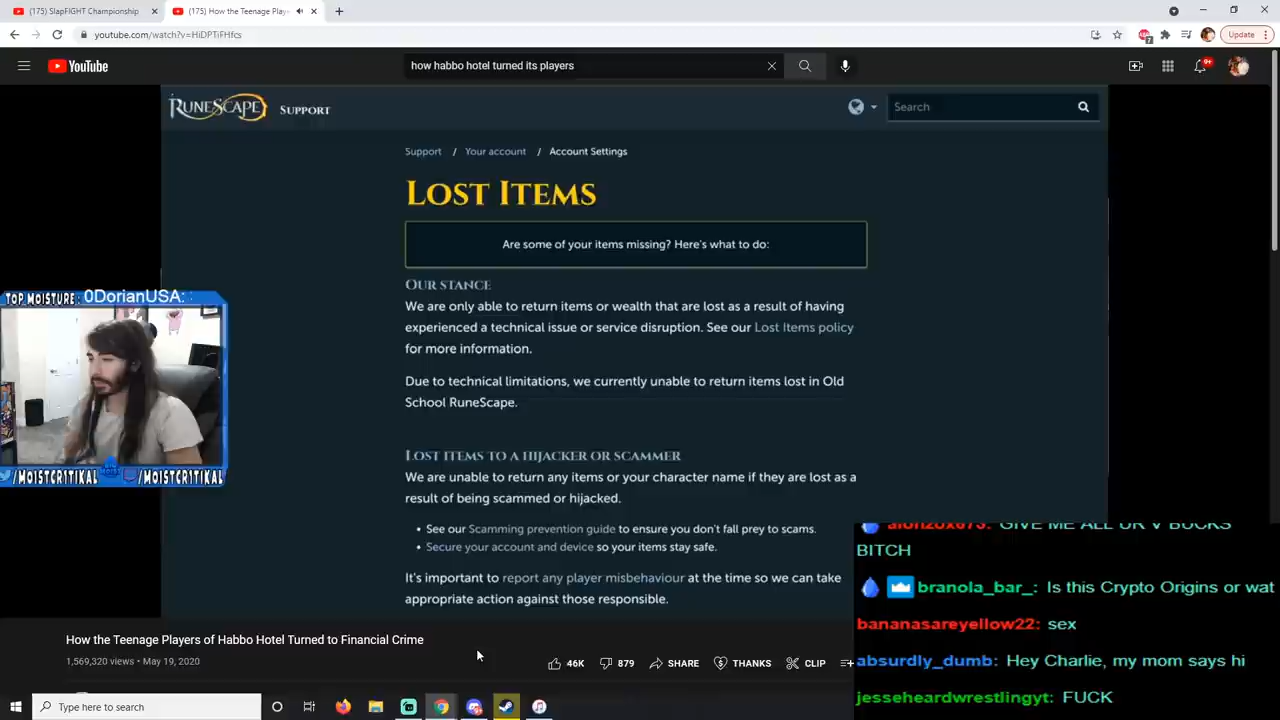 (175) SlapFIGHT Championship
(175) How the Teenage Play
Update
youtube.com/watch?v=HiDPTiFHfcs
YouTube
how habbo hotel turned its players
9+
RuneScape SUPPORT
Search
Support / Your account / Account Settings
LOST ITEMS
Are some of your items missing? Here's what to do:
OUR STANCE
We are only able to return items or wealth that are lost as a result of having
experienced a technical issue or service disruption. See our Lost Items policy
for more information.
Due to technical limitations, we currently unable to return items lost in Old
School RuneScape.
LOST ITEMS TO A HIJACKER OR SCAMMER
We are unable to return any items or your character name if they are lost as a
result of being scammed or hijacked.
• See our Scamming prevention guide to ensure you don't fall prey to scams.
• Secure your account and device so your items stay safe.
It's important to report any player misbehaviour at the time so we can take
appropriate action against those responsible.
TOP MOISTURE: 0DorianUSA:
/MOISTCRITIKAL
/MOISTCRITIKAL
GIVE ME ALL UR V BUCKS
BITCH
branola_bar_: Is this Crypto Origins or wat
bananasareyellow22: sex
absurdly_dumb: Hey Charlie, my mom says hi
jesseheardwrestlingyt: FUCK
How the Teenage Players of Habbo Hotel Turned to Financial Crime
1,569,320 views • May 19, 2020
46K
879
SHARE
THANKS
CLIP
Type here to search